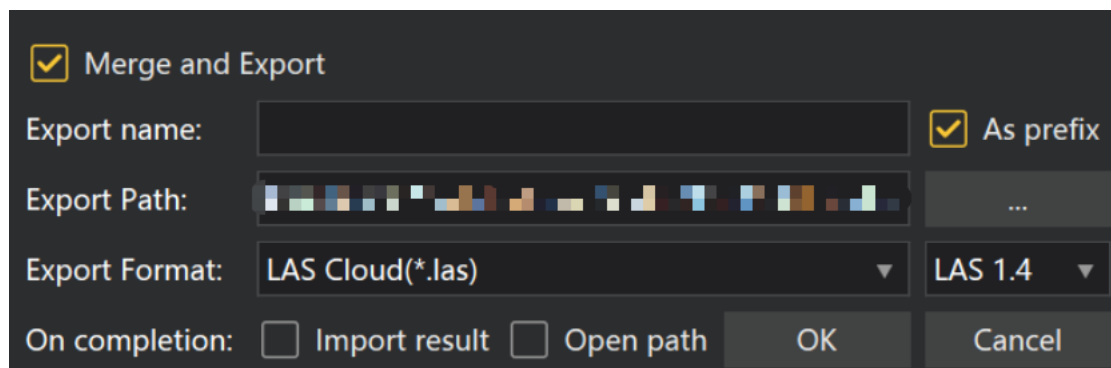 Merge and Export
Export name: As prefix
Export Path: ...
Export Format: LAS Cloud(*.las) LAS 1.4
On completion: Import result Open path OK Cancel